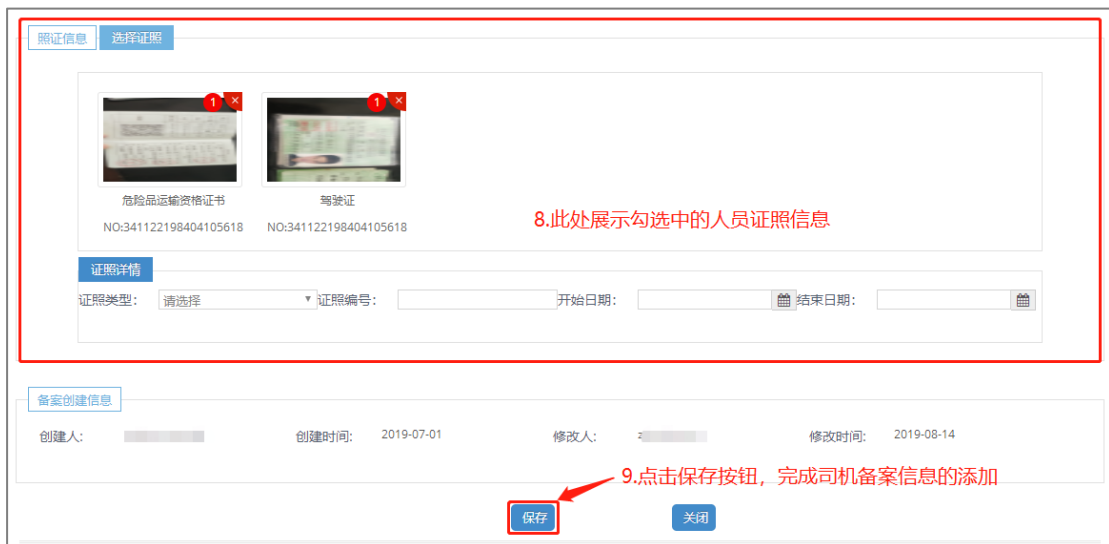 照证信息 选择证照
1 × 1 ×
危险品运输资格证书 驾驶证
NO:341122198404105618 NO:341122198404105618
8.此处展示勾选中的人员证照信息
证照详情
证照类型： 请选择 证照编号： 开始日期： 结束日期：
备案创建信息
创建人： 创建时间： 2019-07-01 修改人： 修改时间： 2019-08-14
9.点击保存按钮，完成司机备案信息的添加
保存 关闭